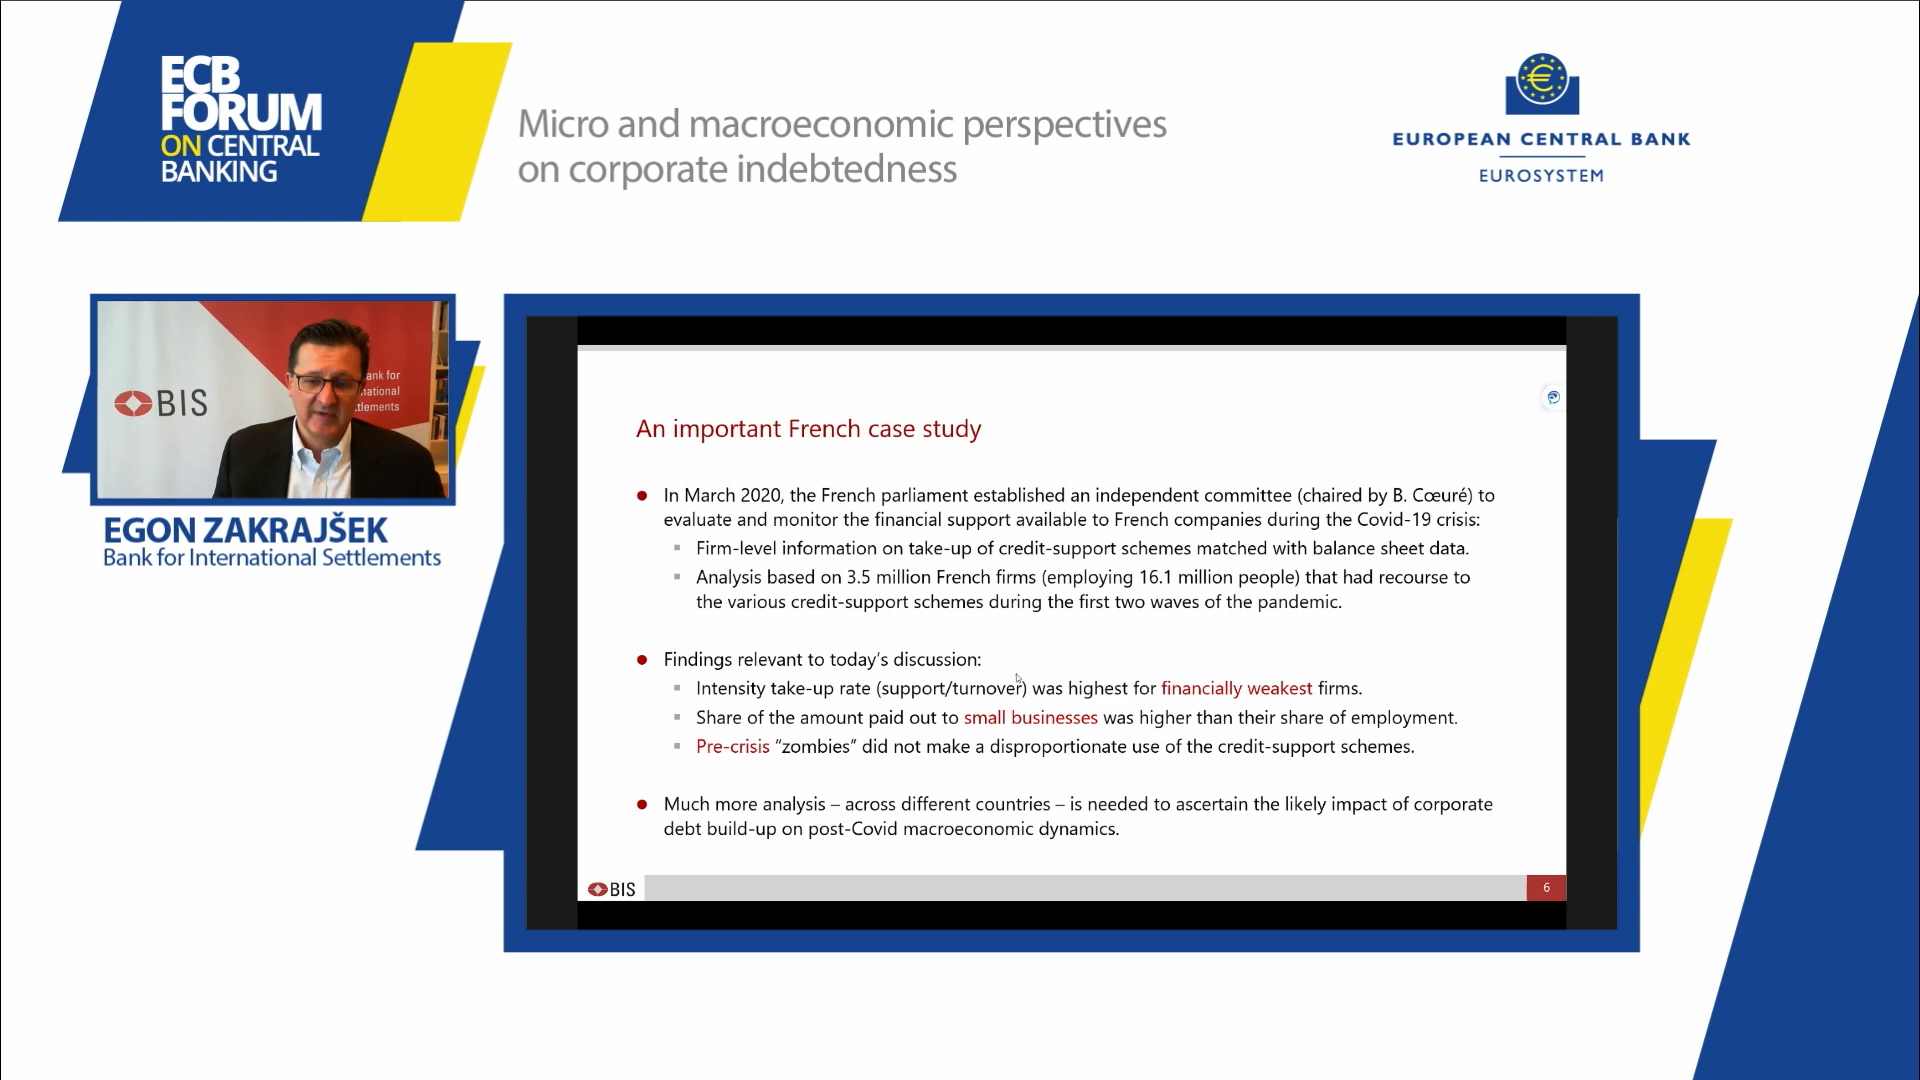 ECB
FORUM
ON CENTRAL
BANKING
Micro and macroeconomic perspectives
on corporate indebtedness
EUROPEAN CENTRAL BANK
EUROSYSTEM
BIS
ank for
national
tlements
EGON ZAKRAJŠEK
Bank for International Settlements
An important French case study
• In March 2020, the French parliament established an independent committee (chaired by B. Cœuré) to
evaluate and monitor the financial support available to French companies during the Covid-19 crisis:
▪ Firm-level information on take-up of credit-support schemes matched with balance sheet data.
▪ Analysis based on 3.5 million French firms (employing 16.1 million people) that had recourse to
the various credit-support schemes during the first two waves of the pandemic.
• Findings relevant to today's discussion:
▪ Intensity take-up rate (support/turnover) was highest for financially weakest firms.
▪ Share of the amount paid out to small businesses was higher than their share of employment.
▪ Pre-crisis “zombies” did not make a disproportionate use of the credit-support schemes.
• Much more analysis – across different countries – is needed to ascertain the likely impact of corporate
debt build-up on post-Covid macroeconomic dynamics.
BIS
6